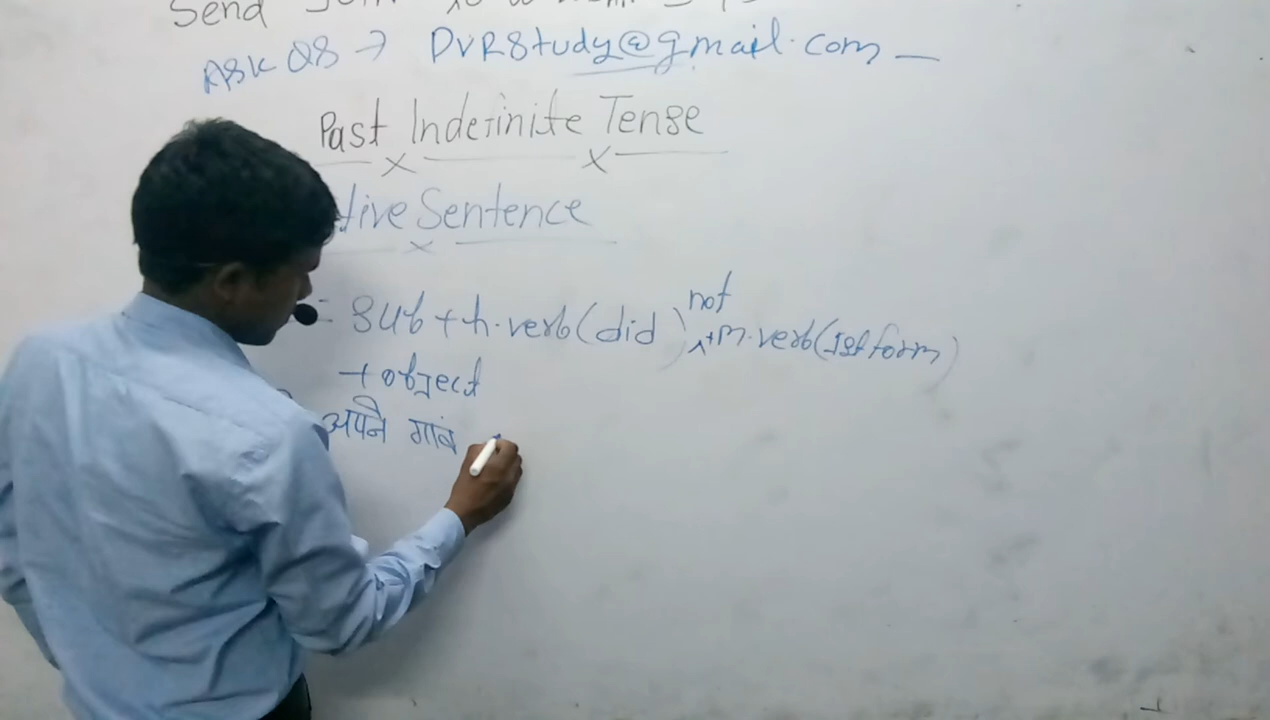 Send
Ask QS → DVRStudy@gmail.com
Past Indefinite Tense
tive Sentence
= Sub + h.verb (did) not + m.verb (1st form)
+ object
अपने गांव